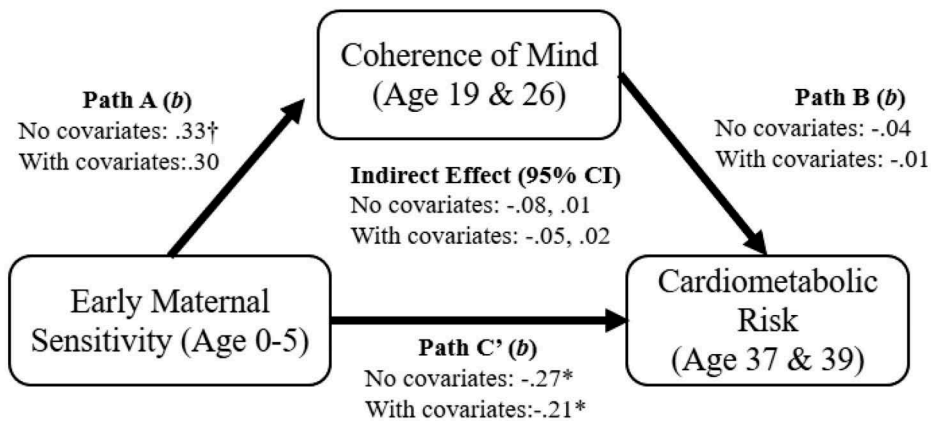 Coherence of Mind
(Age 19 & 26)
Path A (b)
No covariates: .33†
With covariates:.30
Path B (b)
No covariates: -.04
With covariates: -.01
Indirect Effect (95% CI)
No covariates: -.08, .01
With covariates: -.05, .02
Early Maternal
Sensitivity (Age 0-5)
Cardiometabolic
Risk
(Age 37 & 39)
Path C’ (b)
No covariates: -.27*
With covariates:-.21*